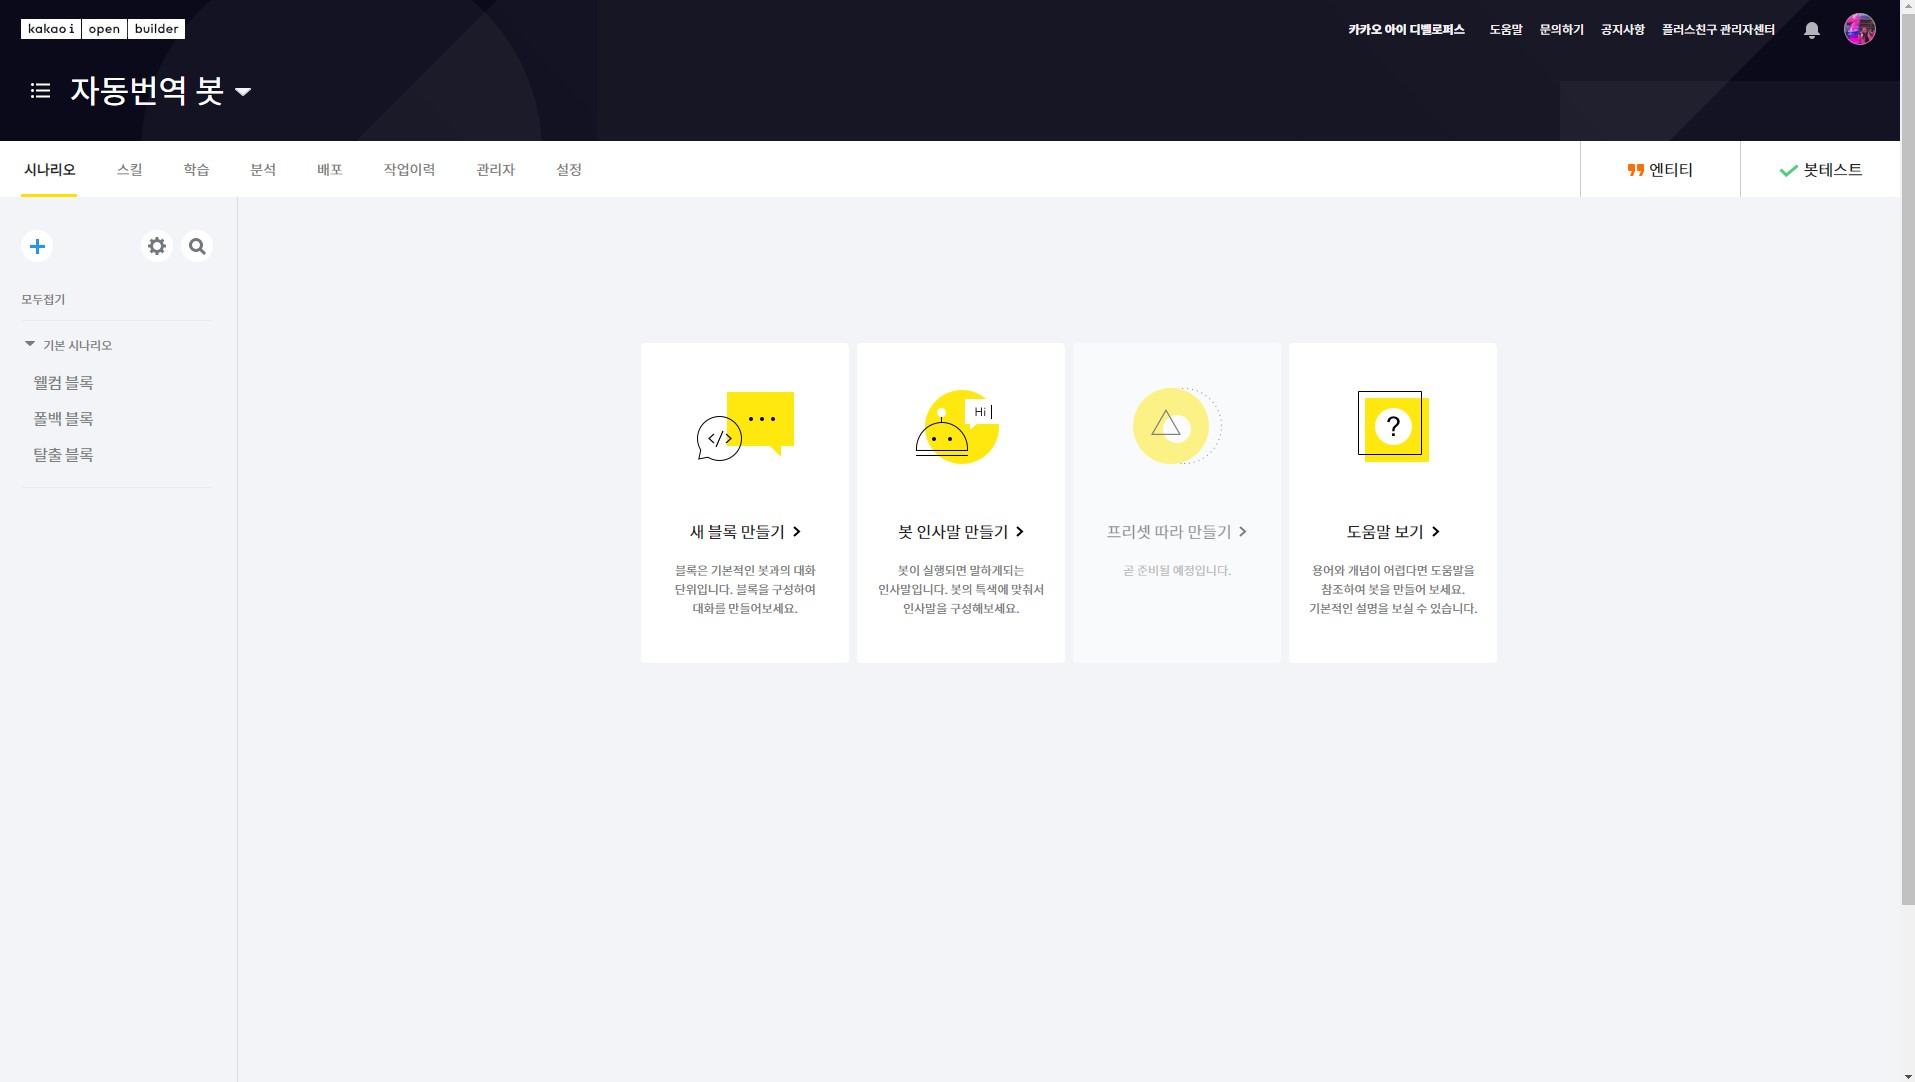 kakao i open builder
카카오 아이 디벨로퍼스 도움말 문의하기 공지사항 플러스친구 관리자센터
자동번역 봇
시나리오 스킬 학습 분석 배포 작업이력 관리자 설정 엔티티 봇테스트
모두접기
기본 시나리오
웰컴 블록
폴백 블록
탈출 블록
</>
새 블록 만들기
블록은 기본적인 봇과의 대화
단위입니다. 블록을 구성하여
대화를 만들어보세요.
Hi
봇 인사말 만들기
봇이 실행되면 말하게되는
인사말입니다. 봇의 특색에 맞춰서
인사말을 구성해보세요.
프리셋 따라 만들기
곧 준비될 예정입니다.
?
도움말 보기
용어와 개념이 어렵다면 도움말을
참조하여 봇을 만들어 보세요.
기본적인 설명을 보실 수 있습니다.